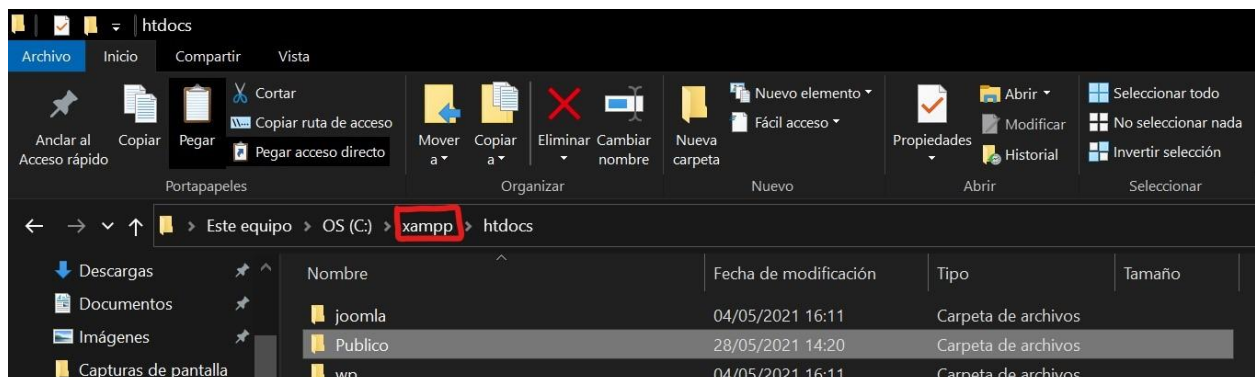 htdocs
Archivo Inicio Compartir Vista
Anclar al Acceso rápido
Copiar
Pegar
Cortar
Copiar ruta de acceso
Pegar acceso directo
Portapapeles
Mover a
Copiar a
Eliminar
Cambiar nombre
Organizar
Nueva carpeta
Nuevo elemento
Fácil acceso
Nuevo
Propiedades
Abrir
Modificar
Historial
Abrir
Seleccionar todo
No seleccionar nada
Invertir selección
Seleccionar
Este equipo > OS (C:) > xampp > htdocs
Descargas
Documentos
Imágenes
Capturas de pantalla
Nombre Fecha de modificación Tipo Tamaño
joomla 04/05/2021 16:11 Carpeta de archivos
Publico 28/05/2021 14:20 Carpeta de archivos
wp 04/05/2021 16:11 Carpeta de archivos